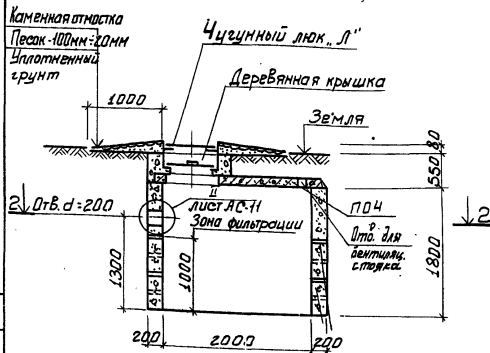 Каменная отмостка
Песок-100мм÷20мм
Уплотненный
грунт
Чугунный люк „Л"
Деревянная крышка
1000
Земля
80
550
II
2
Отв. d=200
лист АС-11
Зона фильтрации
ПО4
Отв. для
вентиляц.
стояка
2
1300
1000
1800
200
2000
200